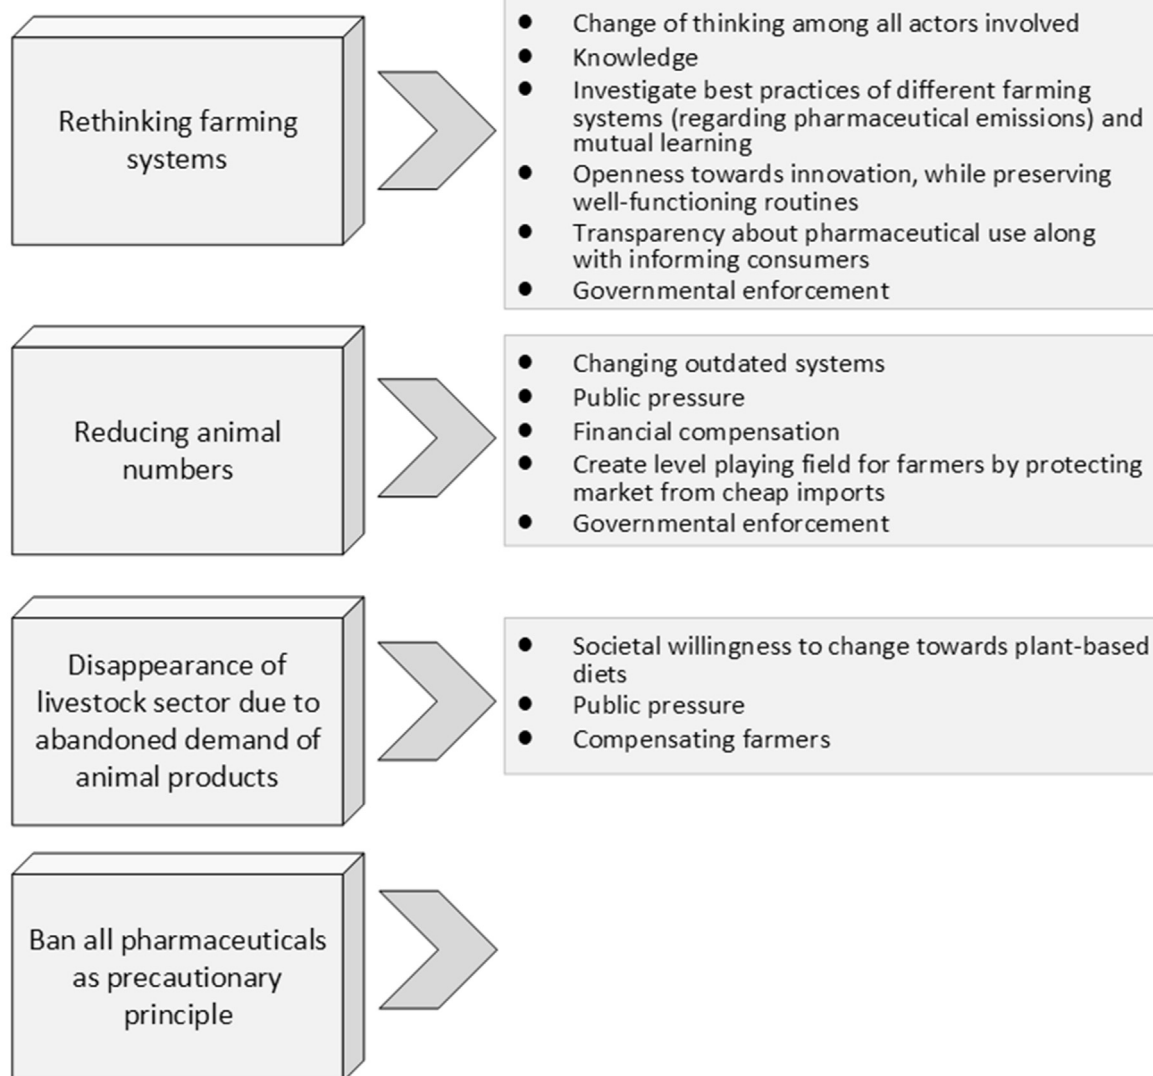 Rethinking farming
systems
● Change of thinking among all actors involved
● Knowledge
● Investigate best practices of different farming
systems (regarding pharmaceutical emissions) and
mutual learning
● Openness towards innovation, while preserving
well-functioning routines
● Transparency about pharmaceutical use along
with informing consumers
● Governmental enforcement
Reducing animal
numbers
● Changing outdated systems
● Public pressure
● Financial compensation
● Create level playing field for farmers by protecting
market from cheap imports
● Governmental enforcement
Disappearance of
livestock sector due to
abandoned demand of
animal products
● Societal willingness to change towards plant-based
diets
● Public pressure
● Compensating farmers
Ban all pharmaceuticals
as precautionary
principle